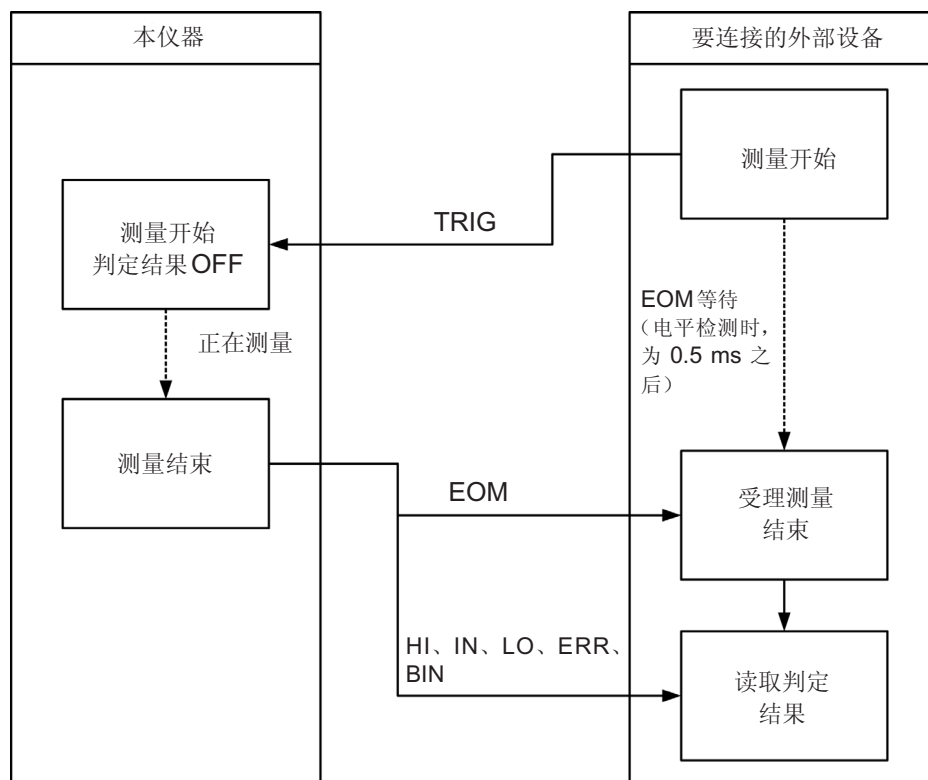 本仪器
要连接的外部设备
测量开始
TRIG
测量开始
判定结果OFF
EOM等待
(电平检测时,
为 0.5 ms 之
后)
正在测量
测量结束
EOM
受理测量
结束
HI、IN、LO、ERR、
BIN
读取判定
结果